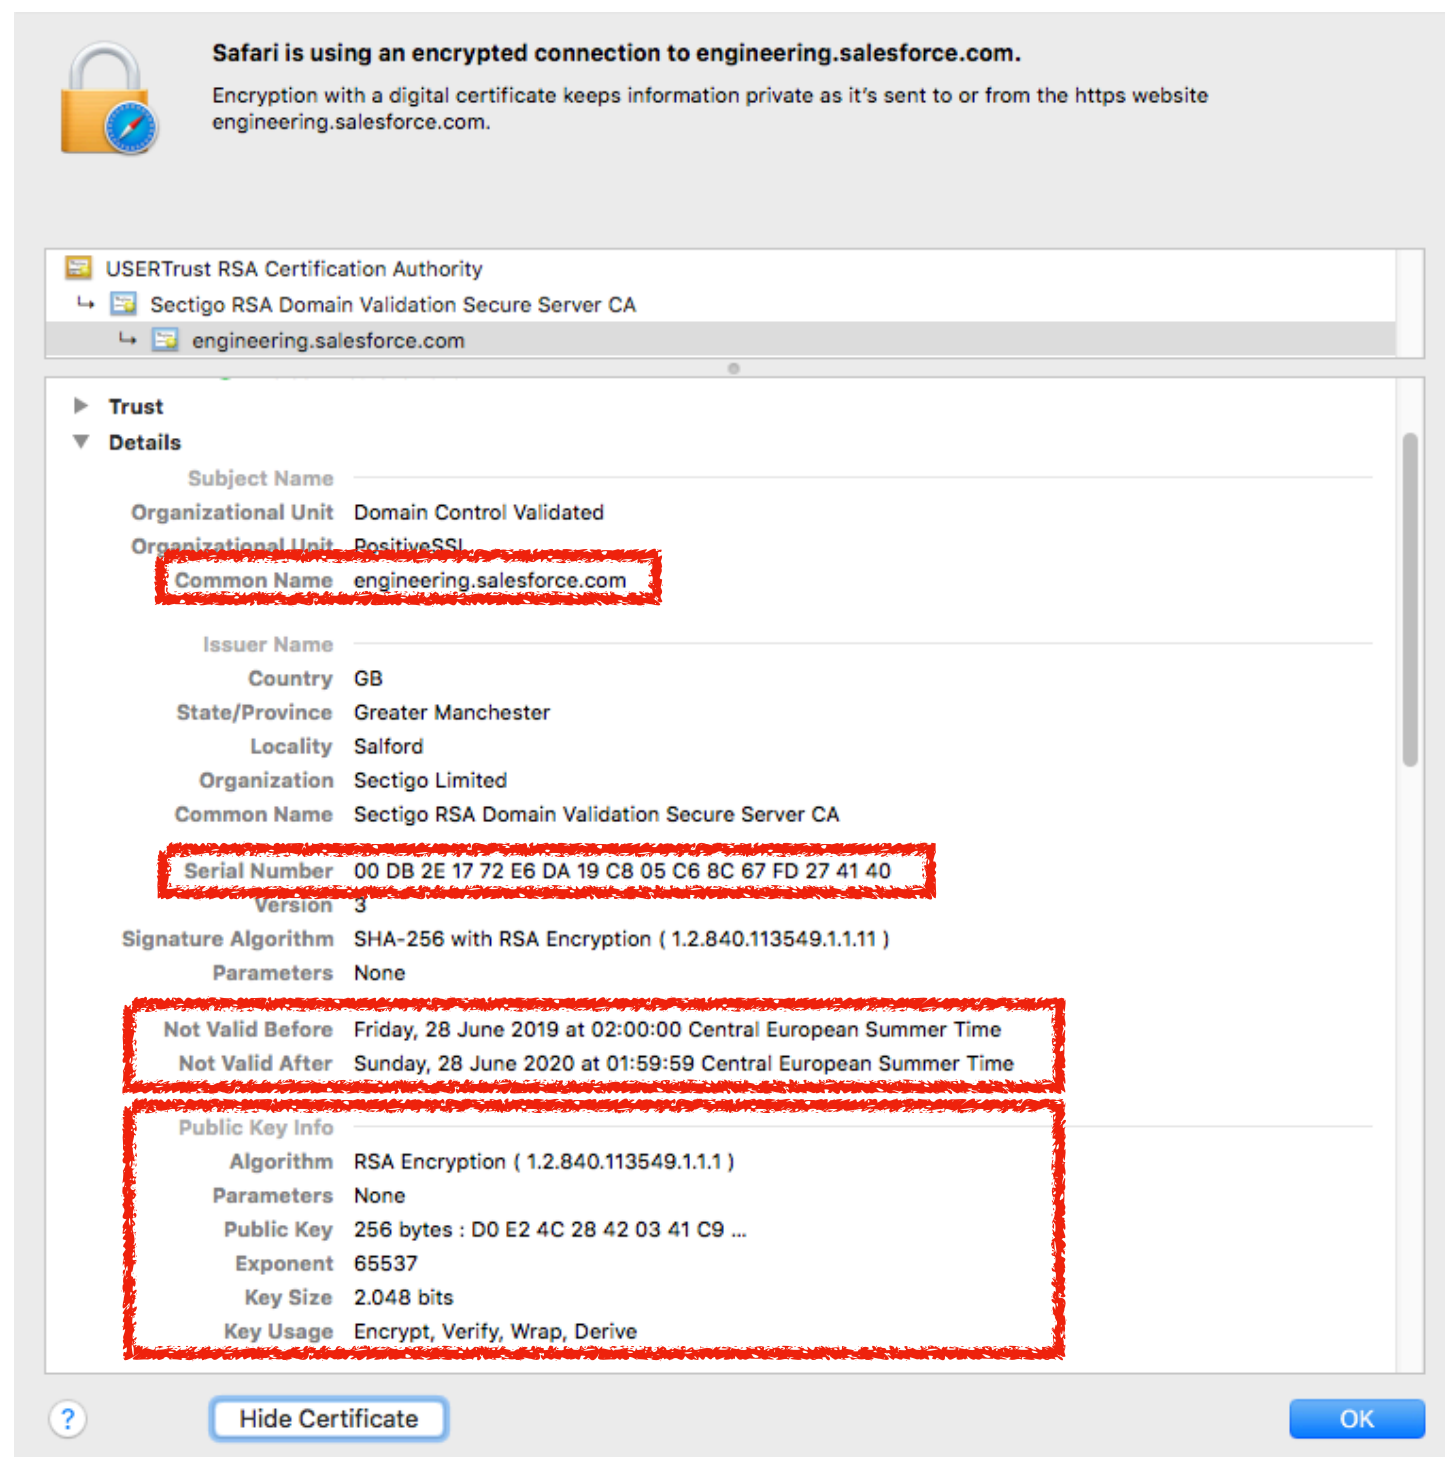 Safari is using an encrypted connection to engineering.salesforce.com.
Encryption with a digital certificate keeps information private as it's sent to or from the https website
engineering.salesforce.com.
USERTrust RSA Certification Authority
Sectigo RSA Domain Validation Secure Server CA
engineering.salesforce.com
Trust
Details
Subject Name
Organizational Unit Domain Control Validated
Organizational Unit PositiveSSL
Common Name engineering.salesforce.com
Issuer Name
Country GB
State/Province Greater Manchester
Locality Salford
Organization Sectigo Limited
Common Name Sectigo RSA Domain Validation Secure Server CA
Serial Number 00 DB 2E 17 72 E6 DA 19 C8 05 C6 8C 67 FD 27 41 40
Version 3
Signature Algorithm SHA-256 with RSA Encryption ( 1.2.840.113549.1.1.11 )
Parameters None
Not Valid Before Friday, 28 June 2019 at 02:00:00 Central European Summer Time
Not Valid After Sunday, 28 June 2020 at 01:59:59 Central European Summer Time
Public Key Info
Algorithm RSA Encryption ( 1.2.840.113549.1.1.1 )
Parameters None
Public Key 256 bytes : D0 E2 4C 28 42 03 41 C9 ...
Exponent 65537
Key Size 2.048 bits
Key Usage Encrypt, Verify, Wrap, Derive
? Hide Certificate OK